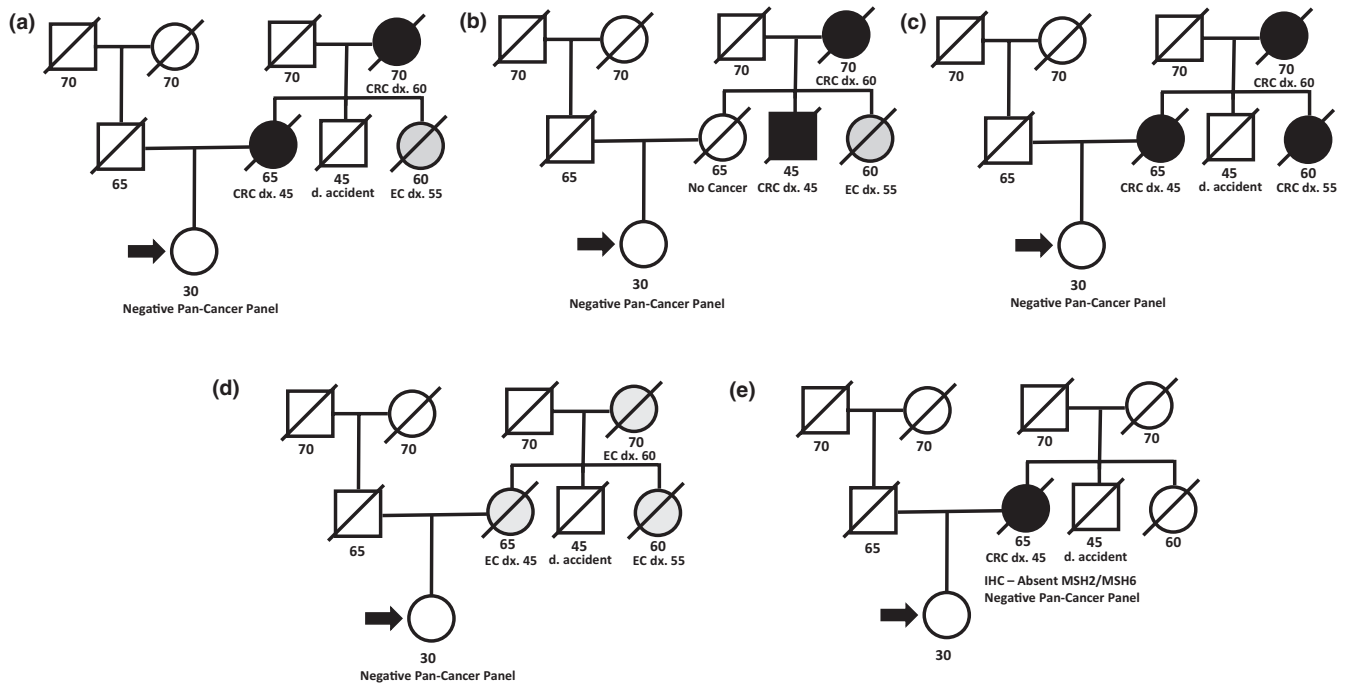 (a)
70
70
70
70
CRC dx. 60
65
65
CRC dx. 45
45
d. accident
60
EC dx. 55
30
Negative Pan-Cancer Panel
(b)
70
70
70
70
CRC dx. 60
65
65
No Cancer
45
CRC dx. 45
60
EC dx. 55
30
Negative Pan-Cancer Panel
(c)
70
70
70
70
CRC dx. 60
65
65
CRC dx. 45
45
d. accident
60
CRC dx. 55
30
Negative Pan-Cancer Panel
(d)
70
70
70
70
EC dx. 60
65
65
EC dx. 45
45
d. accident
60
EC dx. 55
30
Negative Pan-Cancer Panel
(e)
70
70
70
70
65
65
CRC dx. 45
45
d. accident
60
IHC – Absent MSH2/MSH6
Negative Pan-Cancer Panel
30